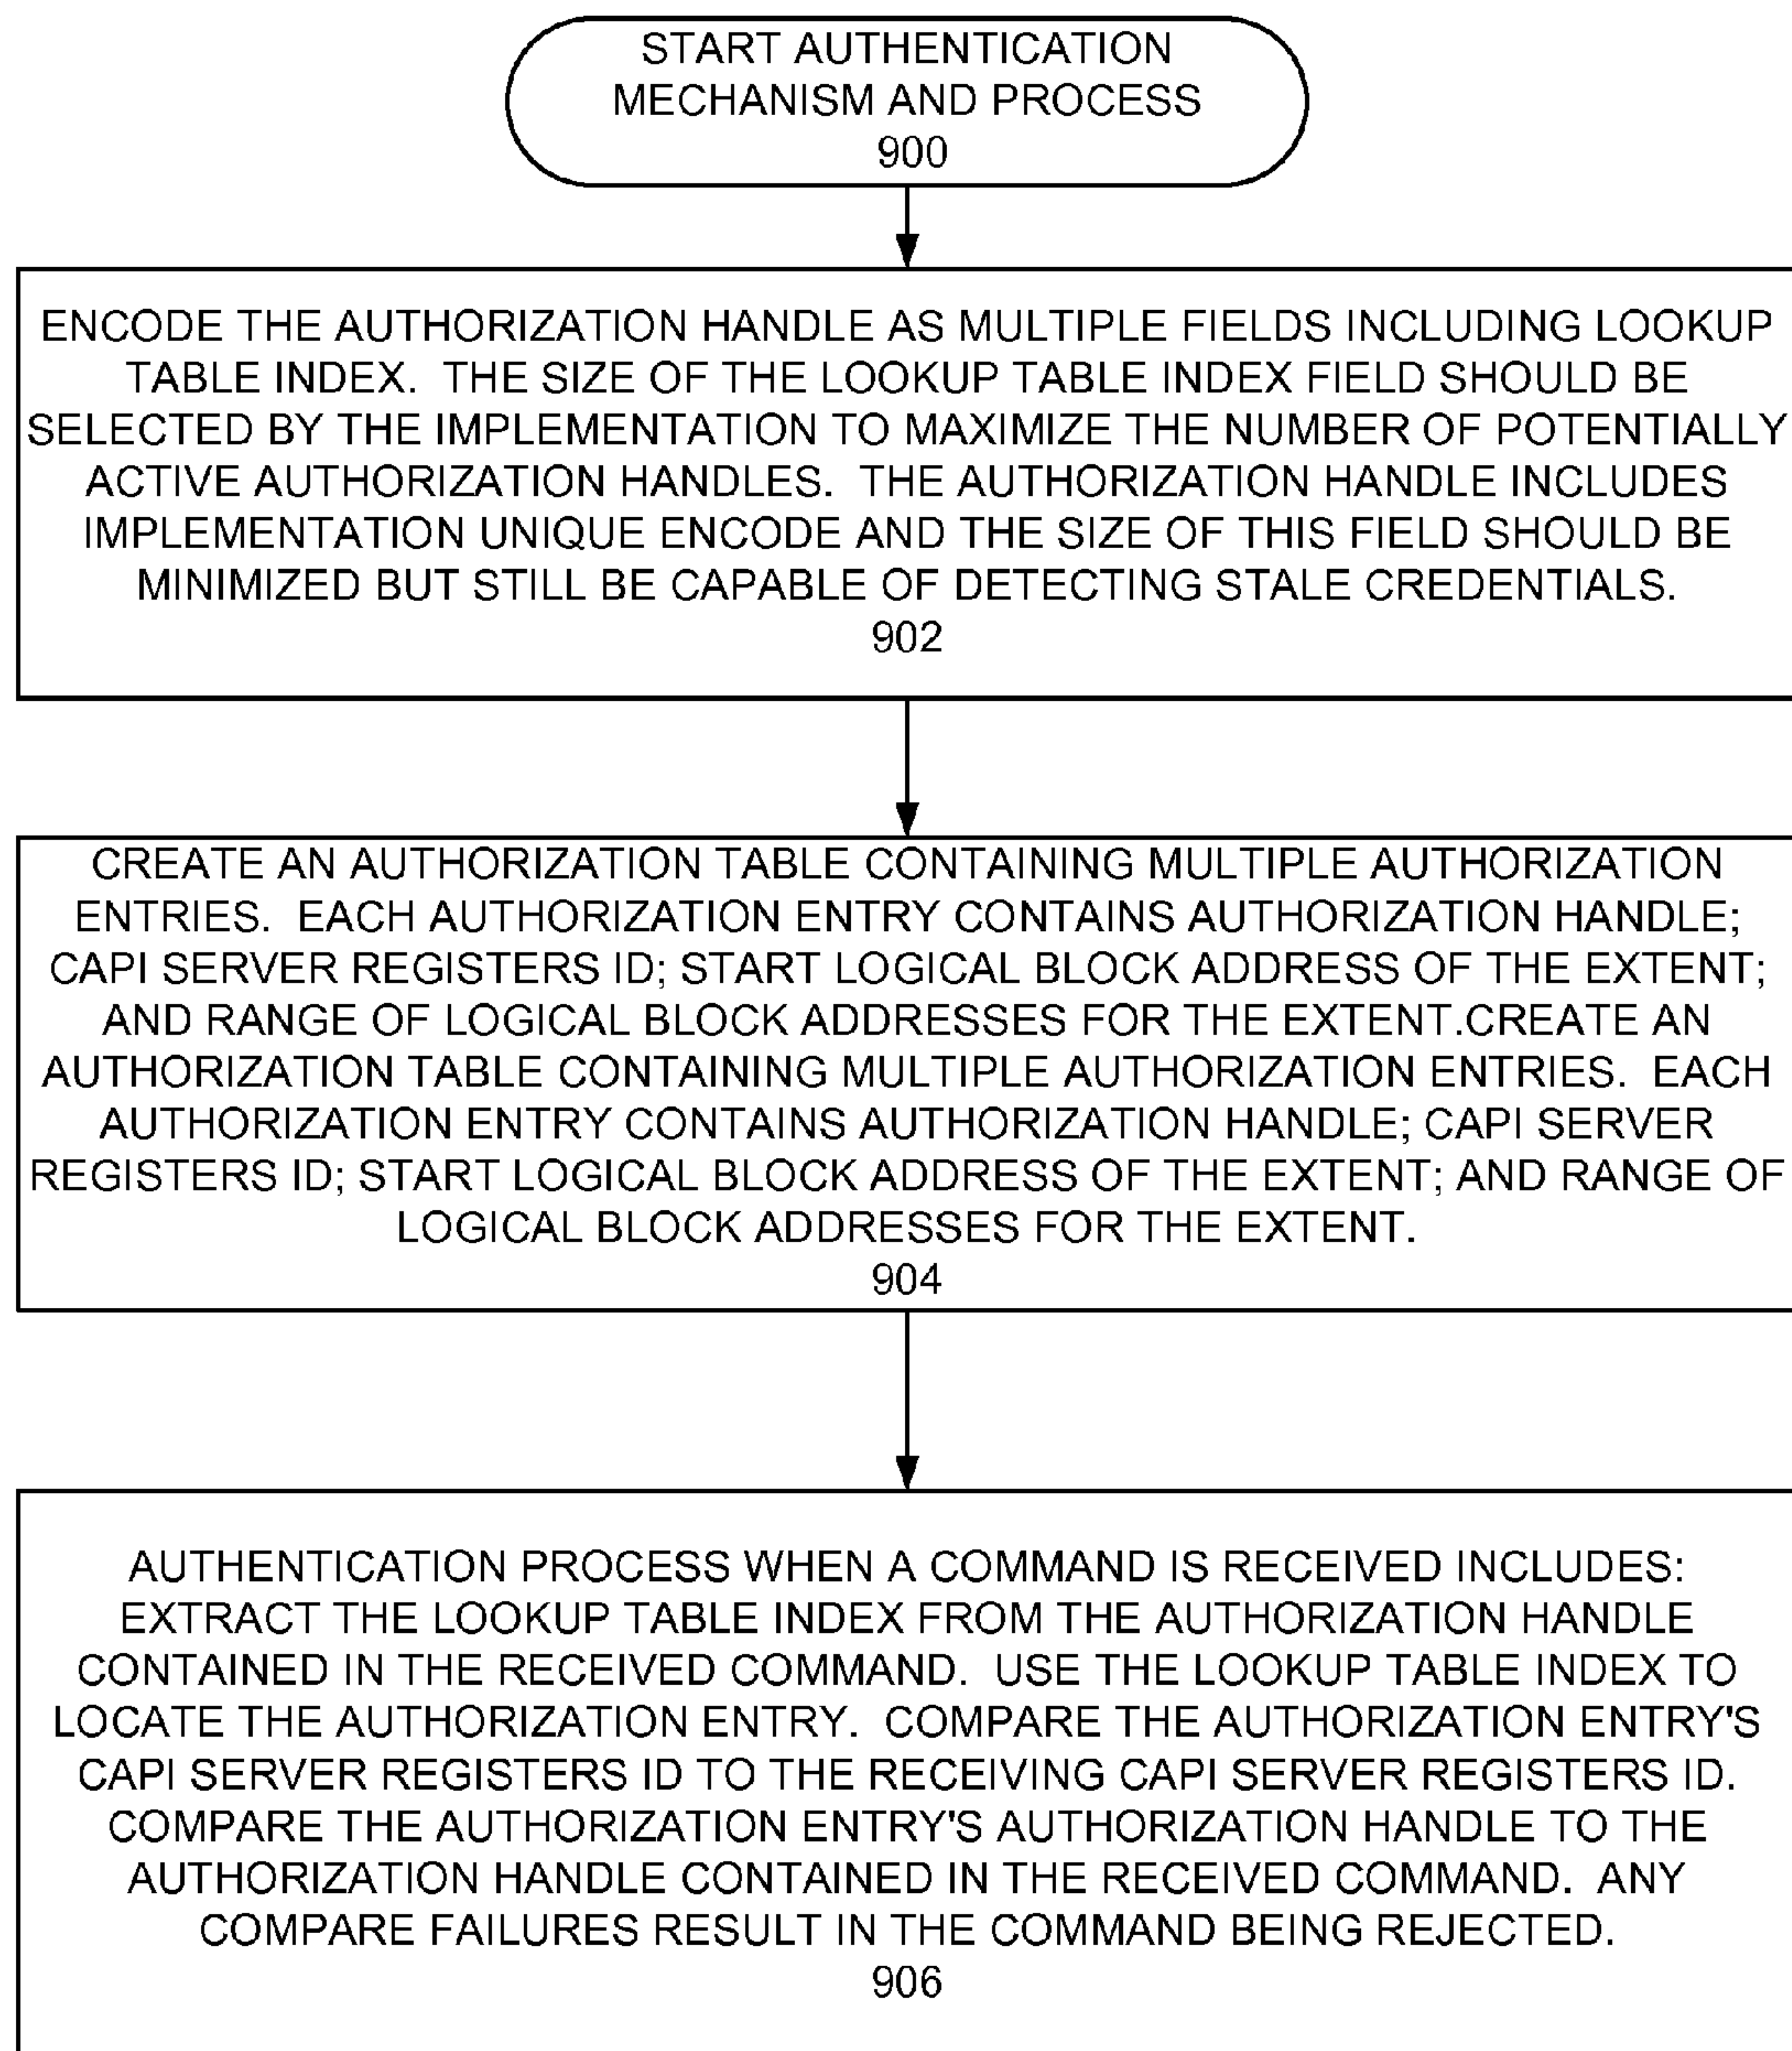 START AUTHENTICATION
MECHANISM AND PROCESS
900
ENCODE THE AUTHORIZATION HANDLE AS MULTIPLE FIELDS INCLUDING LOOKUP
TABLE INDEX. THE SIZE OF THE LOOKUP TABLE INDEX FIELD SHOULD BE
SELECTED BY THE IMPLEMENTATION TO MAXIMIZE THE NUMBER OF POTENTIALLY
ACTIVE AUTHORIZATION HANDLES. THE AUTHORIZATION HANDLE INCLUDES
IMPLEMENTATION UNIQUE ENCODE AND THE SIZE OF THIS FIELD SHOULD BE
MINIMIZED BUT STILL BE CAPABLE OF DETECTING STALE CREDENTIALS.
902
CREATE AN AUTHORIZATION TABLE CONTAINING MULTIPLE AUTHORIZATION
ENTRIES. EACH AUTHORIZATION ENTRY CONTAINS AUTHORIZATION HANDLE;
CAPI SERVER REGISTERS ID; START LOGICAL BLOCK ADDRESS OF THE EXTENT;
AND RANGE OF LOGICAL BLOCK ADDRESSES FOR THE EXTENT.CREATE AN
AUTHORIZATION TABLE CONTAINING MULTIPLE AUTHORIZATION ENTRIES. EACH
AUTHORIZATION ENTRY CONTAINS AUTHORIZATION HANDLE; CAPI SERVER
REGISTERS ID; START LOGICAL BLOCK ADDRESS OF THE EXTENT; AND RANGE OF
LOGICAL BLOCK ADDRESSES FOR THE EXTENT.
904
AUTHENTICATION PROCESS WHEN A COMMAND IS RECEIVED INCLUDES:
EXTRACT THE LOOKUP TABLE INDEX FROM THE AUTHORIZATION HANDLE
CONTAINED IN THE RECEIVED COMMAND. USE THE LOOKUP TABLE INDEX TO
LOCATE THE AUTHORIZATION ENTRY. COMPARE THE AUTHORIZATION ENTRY'S
CAPI SERVER REGISTERS ID TO THE RECEIVING CAPI SERVER REGISTERS ID.
COMPARE THE AUTHORIZATION ENTRY'S AUTHORIZATION HANDLE TO THE
AUTHORIZATION HANDLE CONTAINED IN THE RECEIVED COMMAND. ANY
COMPARE FAILURES RESULT IN THE COMMAND BEING REJECTED.
906